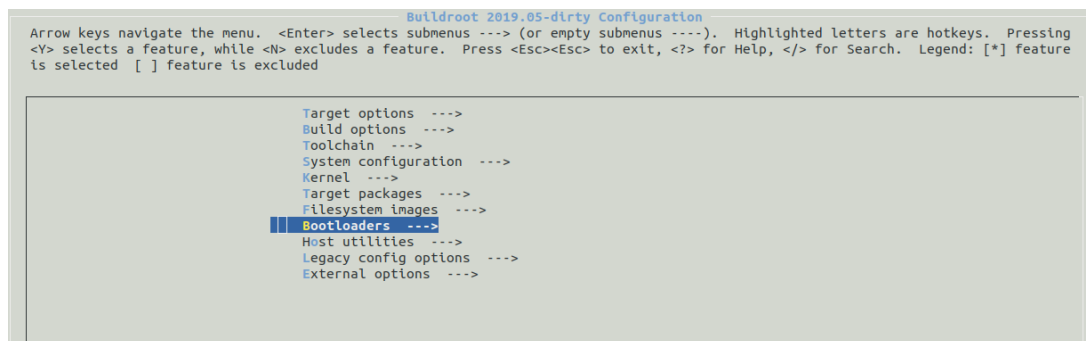 Buildroot 2019.05-dirty Configuration
Arrow keys navigate the menu.  <Enter> selects submenus ---> (or empty submenus ----).  Highlighted letters are hotkeys.  Pressing
<Y> selects a feature, while <N> excludes a feature.  Press <Esc><Esc> to exit, <?> for Help, </> for Search.  Legend: [*] feature
is selected  [ ] feature is excluded
Target options  --->
Build options  --->
Toolchain  --->
System configuration  --->
Kernel  --->
Target packages  --->
Filesystem images  --->
Bootloaders  --->
Host utilities  --->
Legacy config options  --->
External options  --->